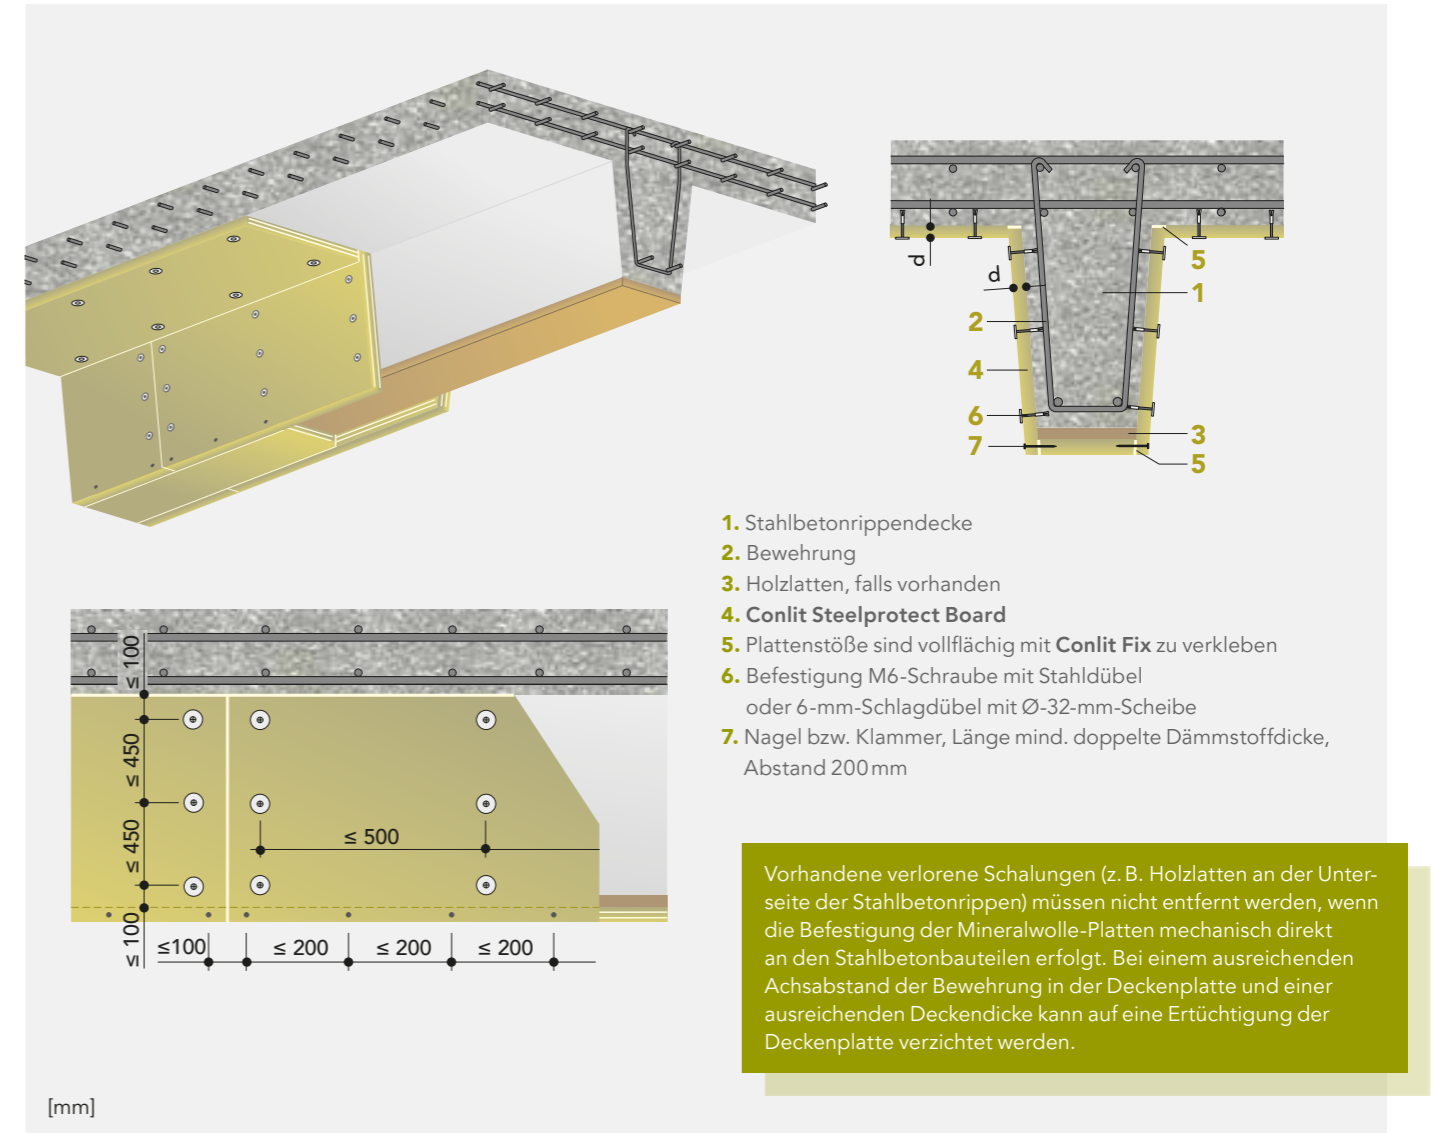 d
d
5
1
2
4
6
7
3
5
1. Stahlbetonrippendecke
2. Bewehrung
3. Holzlatten, falls vorhanden
4. Conlit Steelprotect Board
5. Plattenstöße sind vollflächig mit Conlit Fix zu verkleben
6. Befestigung M6-Schraube mit Stahldübel
oder 6-mm-Schlagdübel mit Ø-32-mm-Scheibe
7. Nagel bzw. Klammer, Länge mind. doppelte Dämmstoffdicke,
Abstand 200 mm
≤ 100
≤ 450
≤ 450
≤ 100
≤ 500
≤100
≤ 200
≤ 200
≤ 200
Vorhandene verlorene Schalungen (z. B. Holzlatten an der Unter-
seite der Stahlbetonrippen) müssen nicht entfernt werden, wenn
die Befestigung der Mineralwolle-Platten mechanisch direkt
an den Stahlbetonbauteilen erfolgt. Bei einem ausreichenden
Achsabstand der Bewehrung in der Deckenplatte und einer
ausreichenden Deckendicke kann auf eine Ertüchtigung der
Deckenplatte verzichtet werden.
[mm]